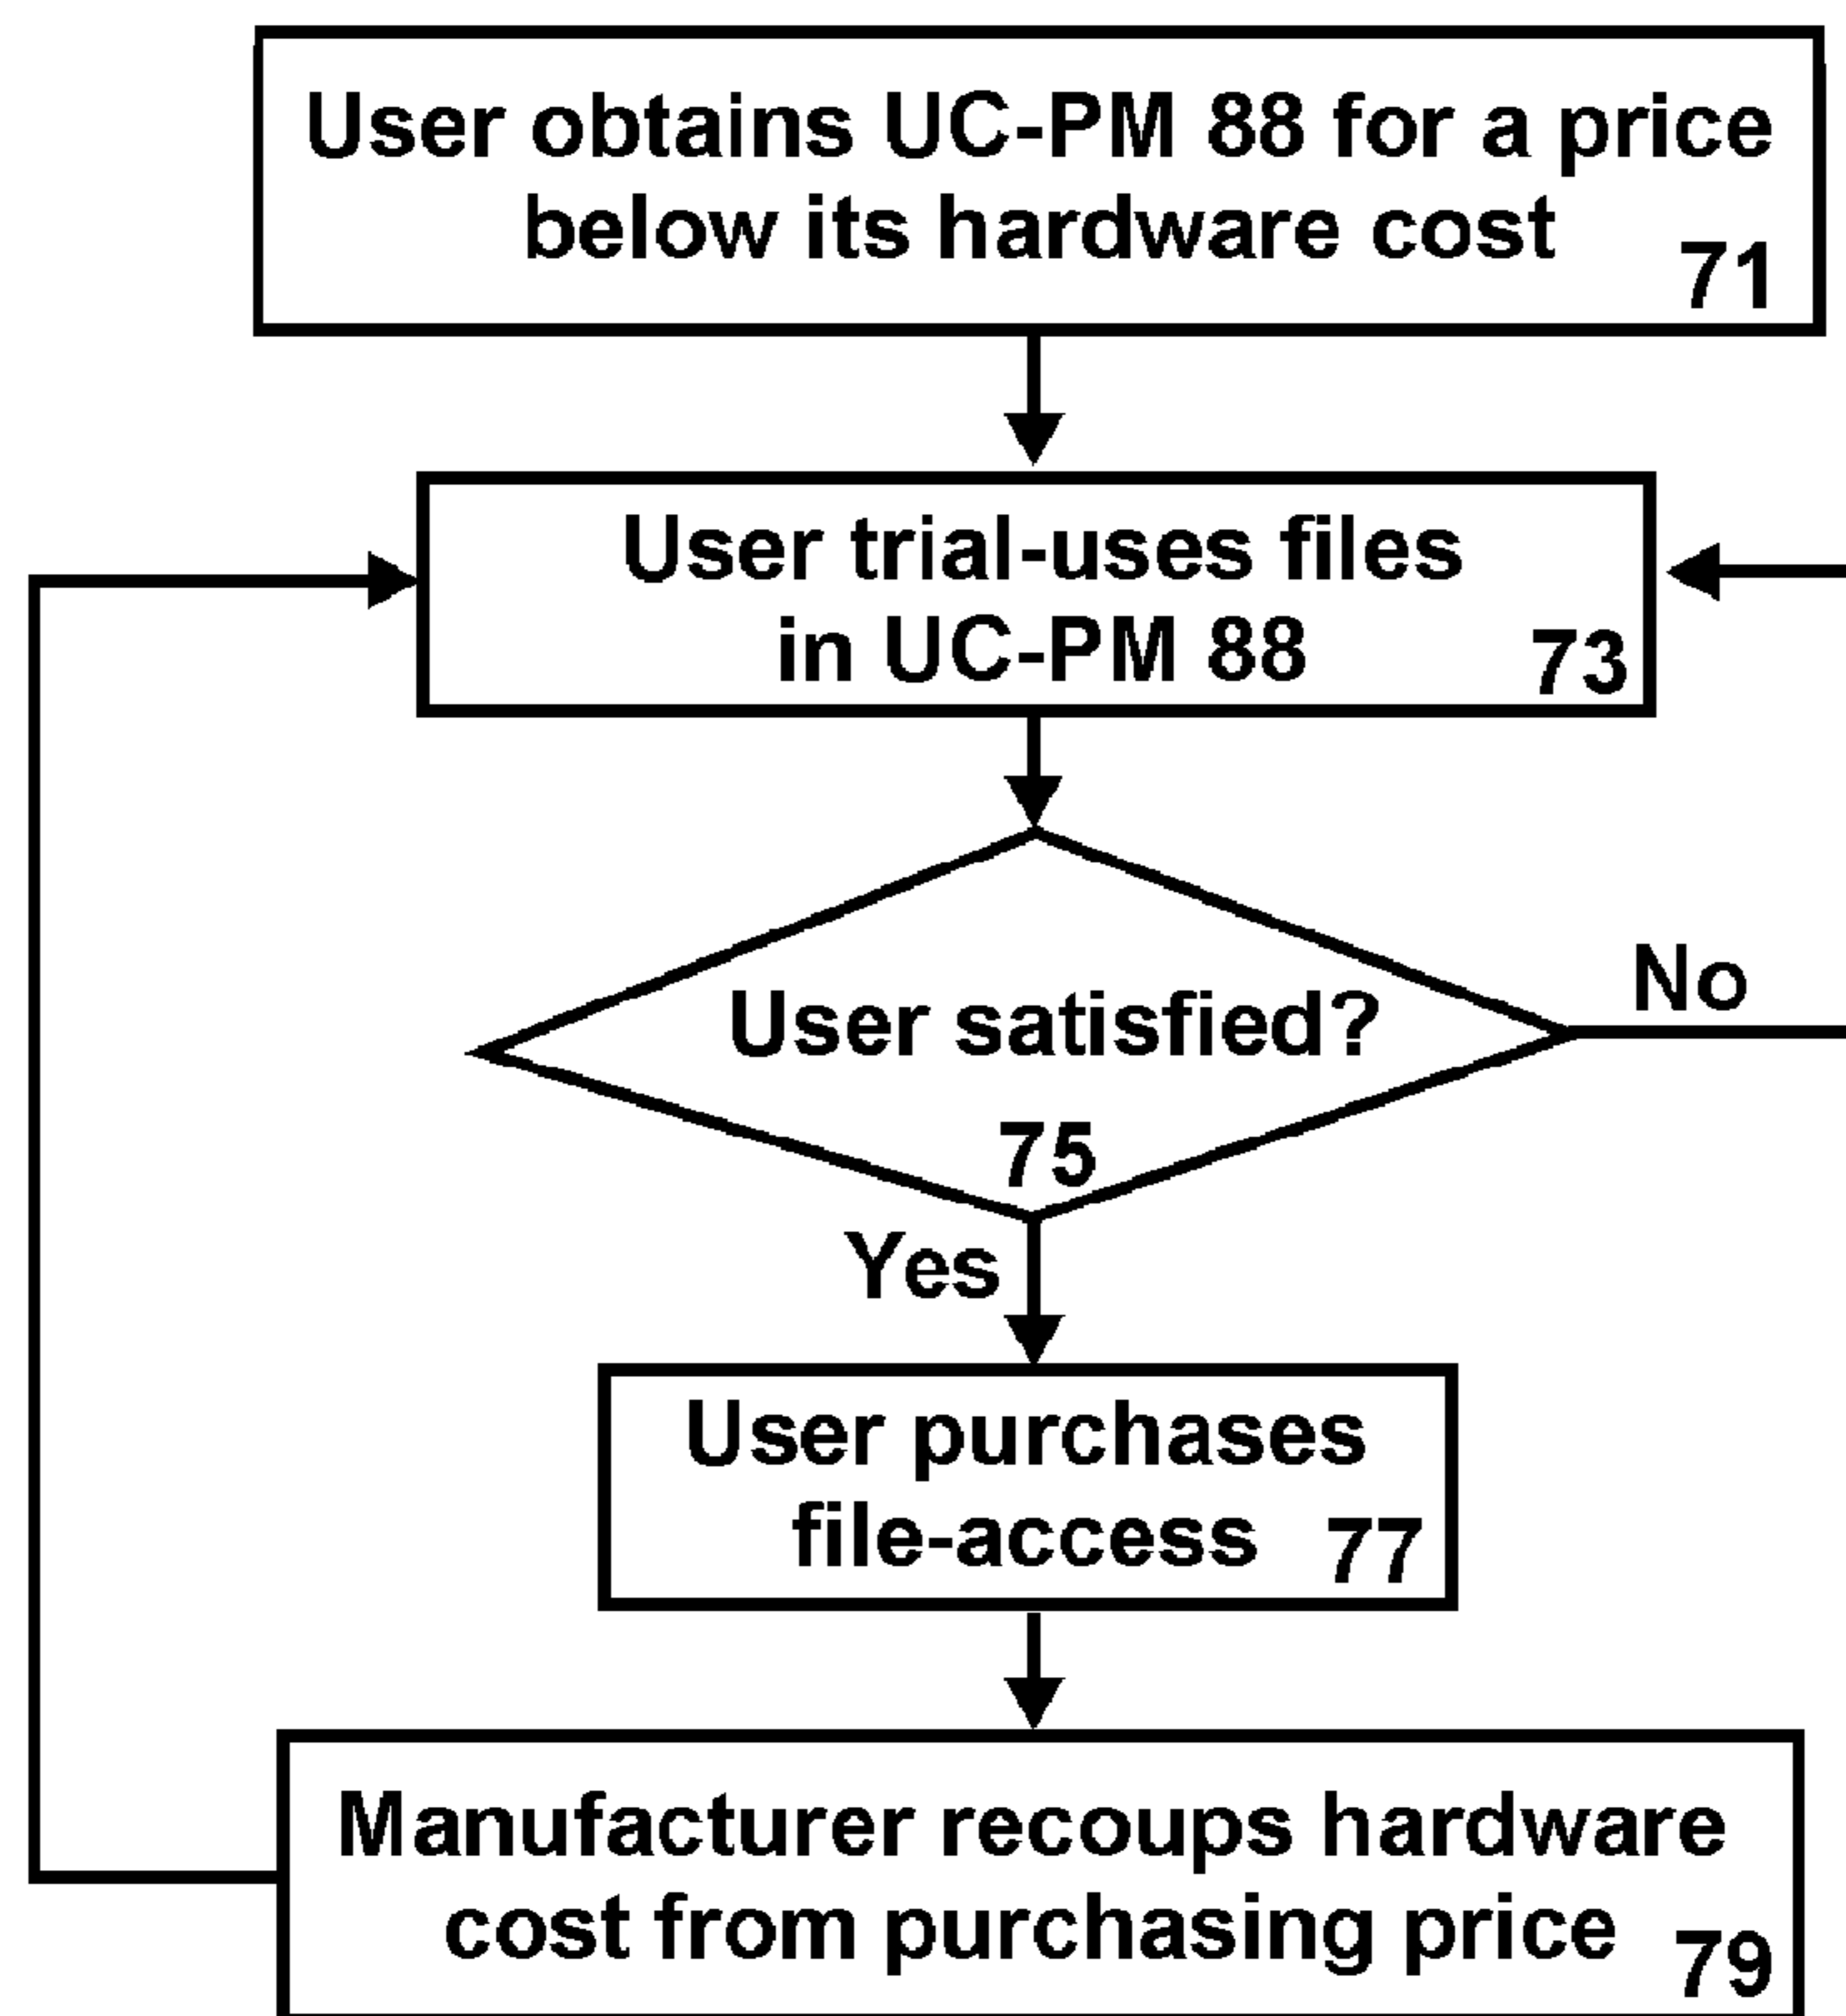 User obtains UC-PM 88 for a price
below its hardware cost
71
User trial-uses files
in UC-PM 88
73
User satisfied?
75
No
Yes
User purchases
file-access
77
Manufacturer recoups hardware
cost from purchasing price
79